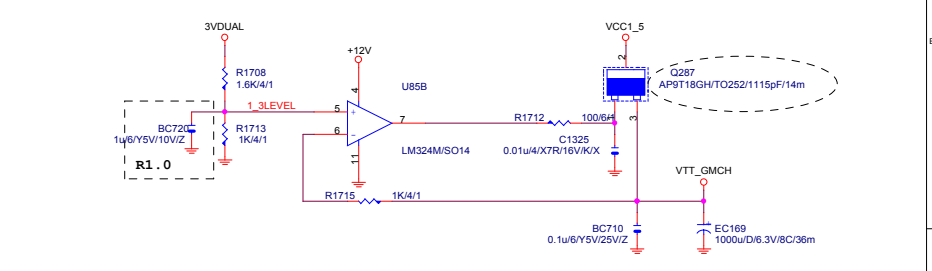 3VDUAL
VCC1_5
+12V
2
R1708
1.6K/4/1
U85B
Q287
AP9T18GH/TO252/1115pF/14m
4
1_3LEVEL
5
+
7
R1712
100/6/1
3
BC720
1u/6/Y5V/10V/Z
R1713
1K/4/1
6
-
C1325
0.01u/4/X7R/16V/K/X
LM324M/SO14
11
R1.0
VTT_GMCH
R1715
1K/4/1
BC710
0.1u/6/Y5V/25V/Z
+
EC169
1000u/D/6.3V/8C/36m